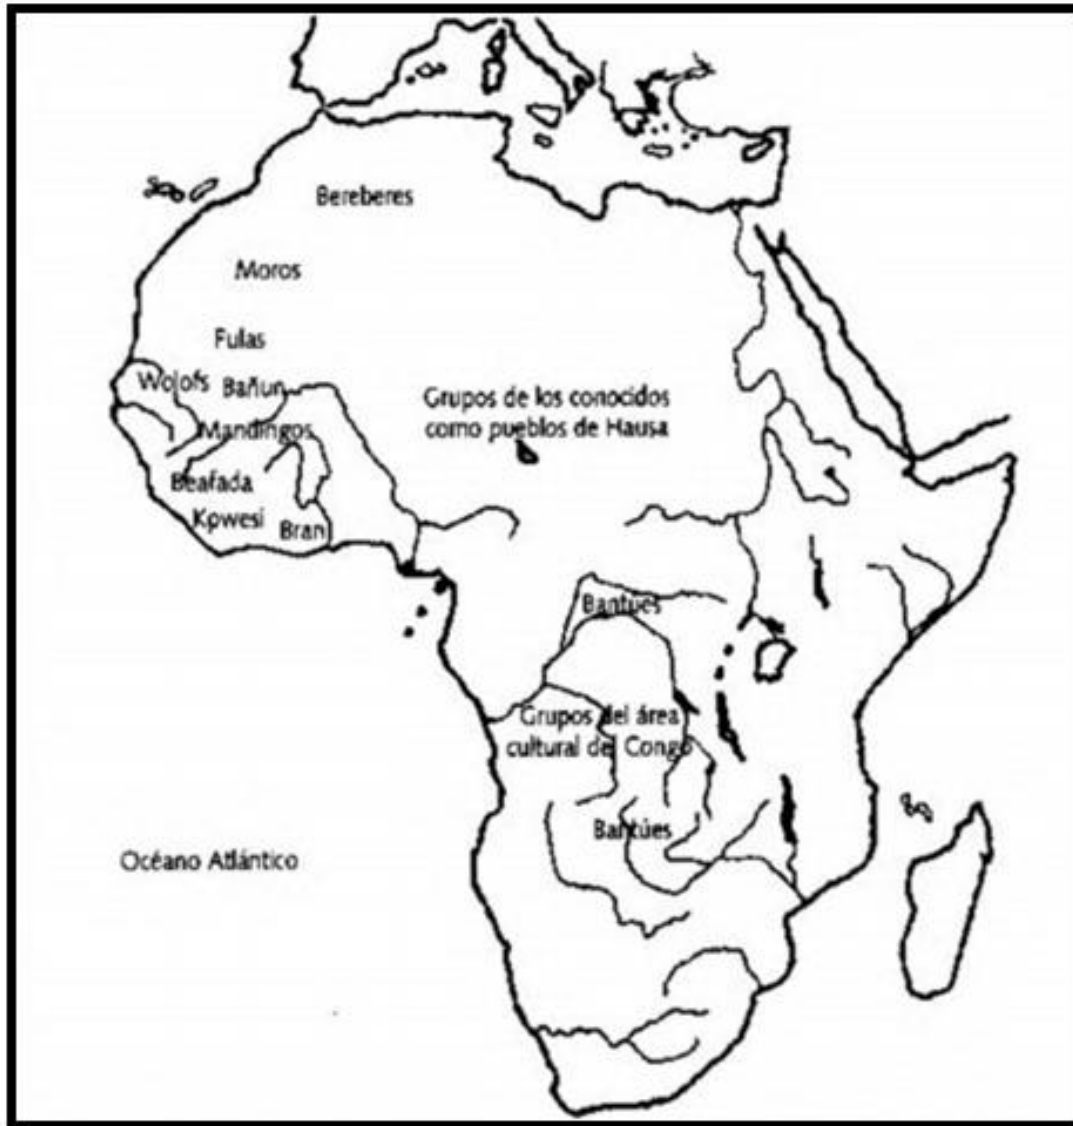 Bereberes
Moros
Fulas
Wolofs
Bañun
Grupos de los conocidos
como pueblos de Hausa
Mandingos
Beafada
Kpwesi
Bran
Bantúes
Grupos del área
cultural del Congo
Bantúes
Océano Atlántico